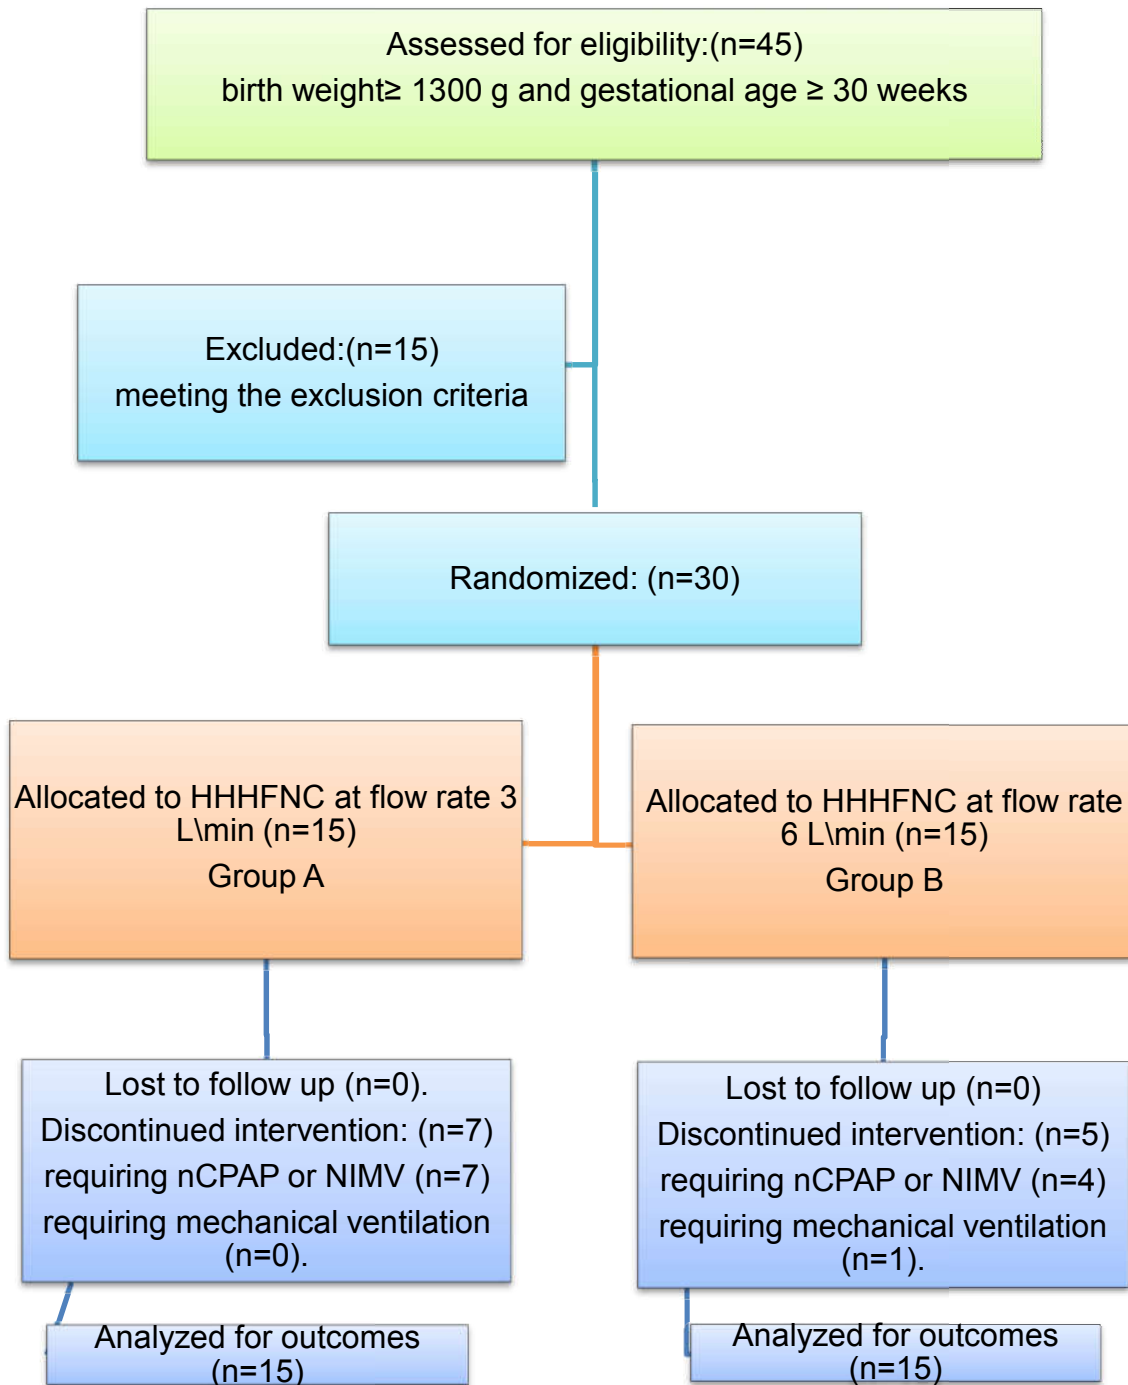 Assessed for eligibility:(n=45)
birth weight≥ 1300 g and gestational age ≥ 30 weeks
Excluded:(n=15)
meeting the exclusion criteria
Randomized: (n=30)
Allocated to HHHFNC at flow rate 3
L\min (n=15)
Group A
Allocated to HHHFNC at flow rate
6 L\min (n=15)
Group B
Lost to follow up (n=0).
Discontinued intervention: (n=7)
requiring nCPAP or NIMV (n=7)
requiring mechanical ventilation
(n=0).
Lost to follow up (n=0)
Discontinued intervention: (n=5)
requiring nCPAP or NIMV (n=4)
requiring mechanical ventilation
(n=1).
Analyzed for outcomes
(n=15)
Analyzed for outcomes
(n=15)